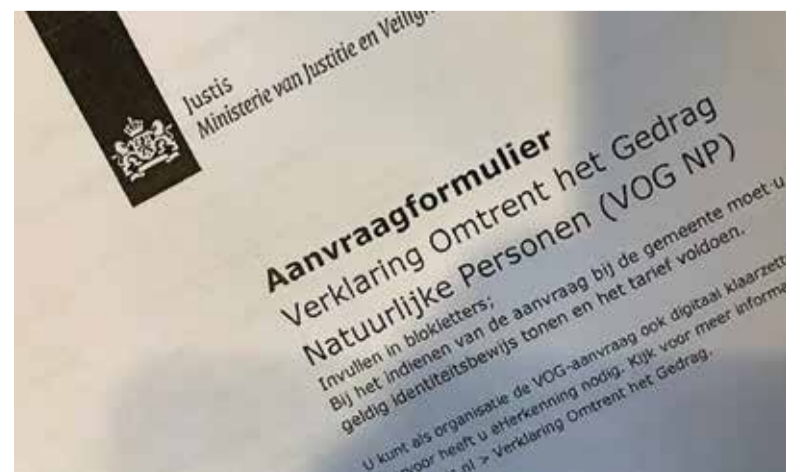 Justis
Ministerie van Justitie en
Aanvraagformulier
Verklaring Omtrent het Gedrag
Natuurlijke Personen (VOG NP)
Invullen in blokletters;
Bij het indienen van de aanvraag bij de gemeente moet u
geldig identiteitsbewijs tonen en het tarief voldoen.
U kunt als organisatie de VOG-aanvraag ook digitaal
heeft u eHerkenning nodig. Kijk voor meer
nl > Verklaring Omtrent het Gedrag.